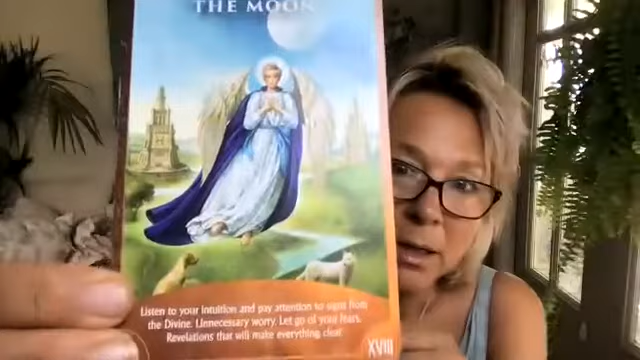 THE MOON
Listen to your intuition and pay attention to signs from
the Divine. Unnecessary worry. Let go of your fears.
Revelations that will make everything clear.
XVIII